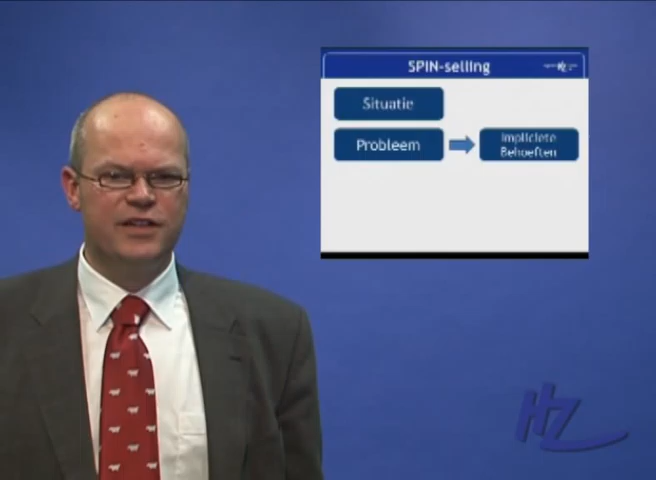 SPIN-selling
Situatie
Probleem
Impliciete
Behoeften
HZ